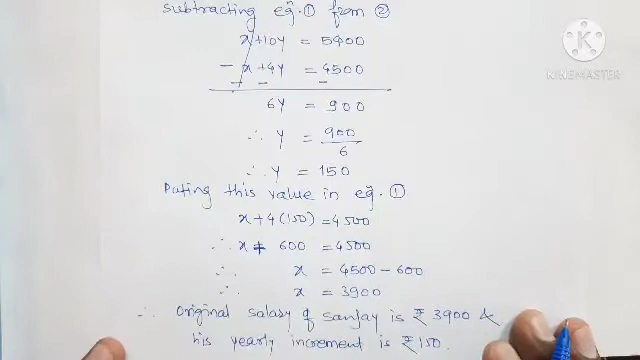 subtracting eqn. ① from ②
x + 10y = 5400
- x + 4y = 4500
+ - -
6y = 900
∴ y = 900/6
∴ y = 150
Puting this value in eqn. ①
x + 4(150) = 4500
∴ x + 600 = 4500
∴ x = 4500 - 600
∴ x = 3900
∴ Original salary of Sanjay is ₹ 3900 &
his yearly increment is ₹ 150.
KINEMASTER